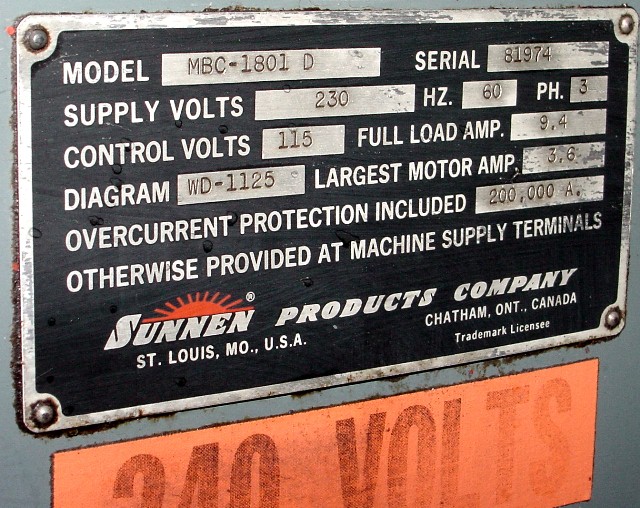 MODEL MBC-1801 D SERIAL 81974
SUPPLY VOLTS 230 HZ. 60 PH. 3
CONTROL VOLTS 115 FULL LOAD AMP. 9.4
DIAGRAM WD-1125 LARGEST MOTOR AMP. 3.6
OVERCURRENT PROTECTION INCLUDED 200,000 A.
OTHERWISE PROVIDED AT MACHINE SUPPLY TERMINALS
SUNNEN® PRODUCTS COMPANY
ST. LOUIS, MO., U.S.A. CHATHAM, ONT., CANADA
Trademark Licensee
240 VOLTS